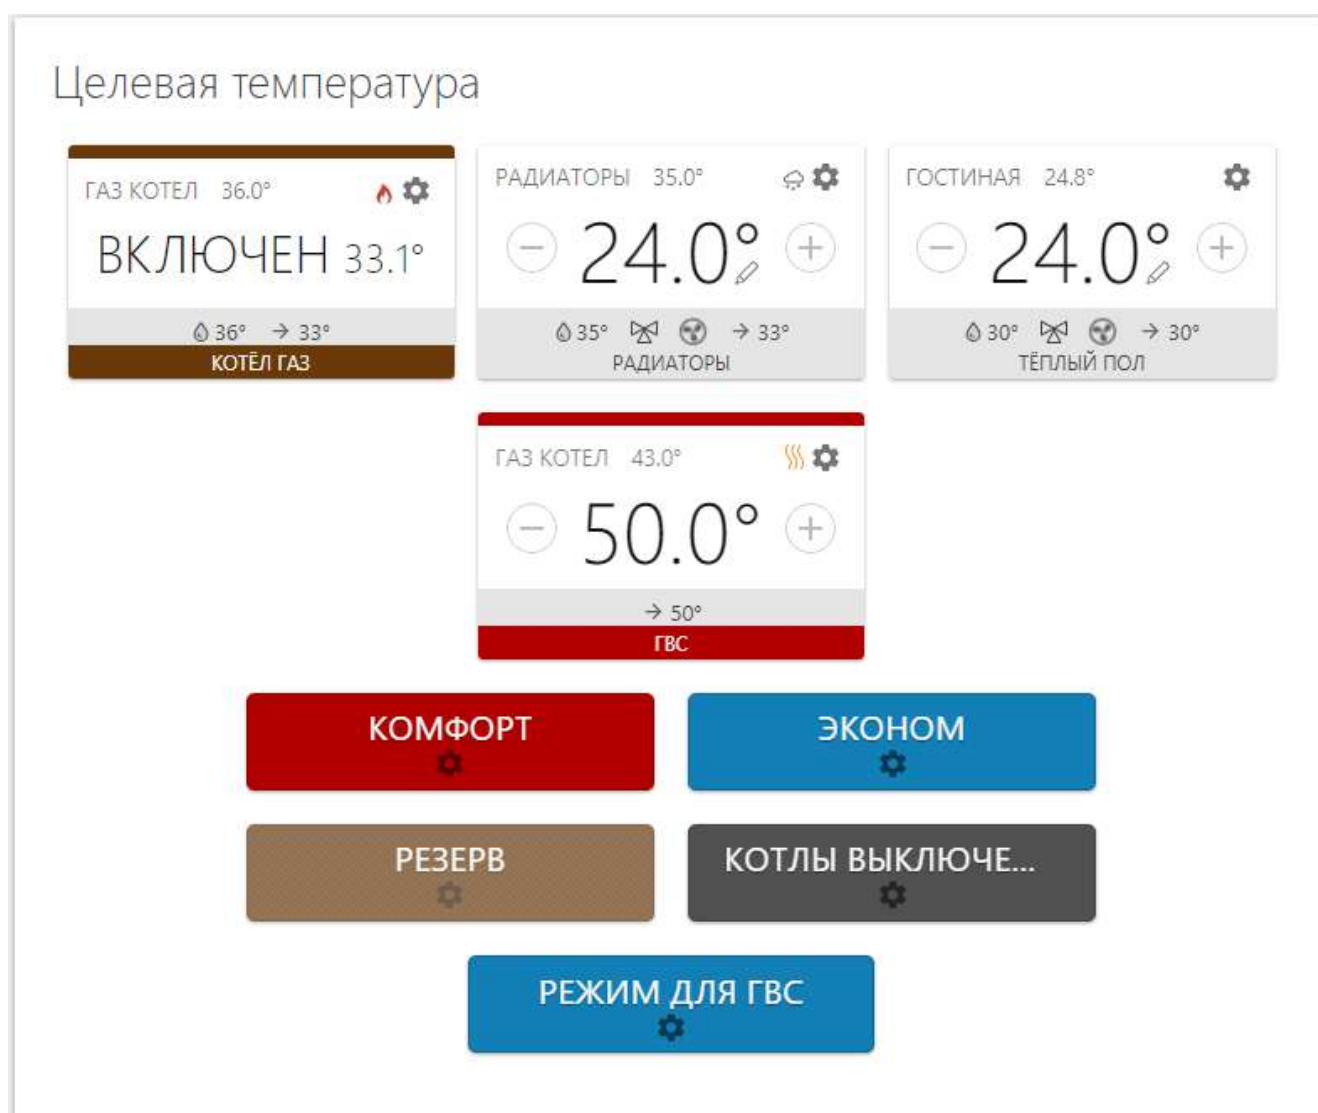 Целевая температура
ГАЗ КОТЕЛ 36.0°
ВКЛЮЧЕН 33.1°
36° → 33°
КОТЁЛ ГАЗ
РАДИАТОРЫ 35.0°
24.0°
35° → 33°
РАДИАТОРЫ
ГОСТИНАЯ 24.8°
24.0°
30° → 30°
ТЁПЛЫЙ ПОЛ
ГАЗ КОТЕЛ 43.0°
50.0°
→ 50°
ГВС
КОМФОРТ
ЭКОНОМ
РЕЗЕРВ
КОТЛЫ ВЫКЛЮЧЕ...
РЕЖИМ ДЛЯ ГВС